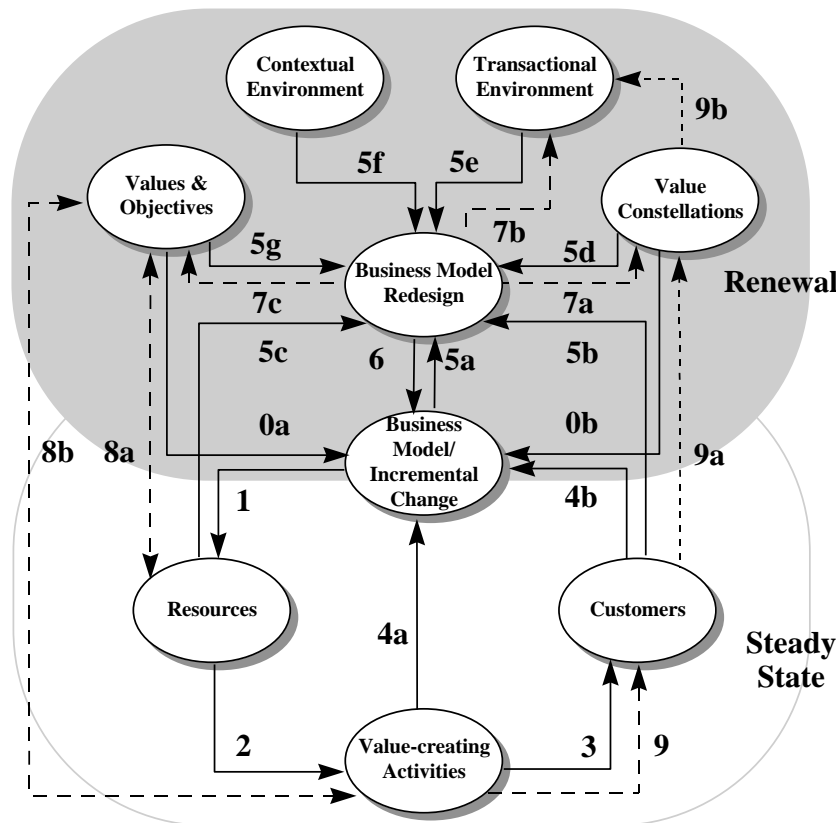 Contextual
Environment
Transactional
Environment
9b
5f
5e
Values &
Objectives
Value
Constellations
7b
5g
5d
Business Model
Redesign
Renewal
7c
7a
5c
6
5a
5b
0a
0b
Business
Model/
Incremental
Change
8b
8a
9a
1
4b
Resources
Customers
4a
Steady
State
2
Value-creating
Activities
3
9